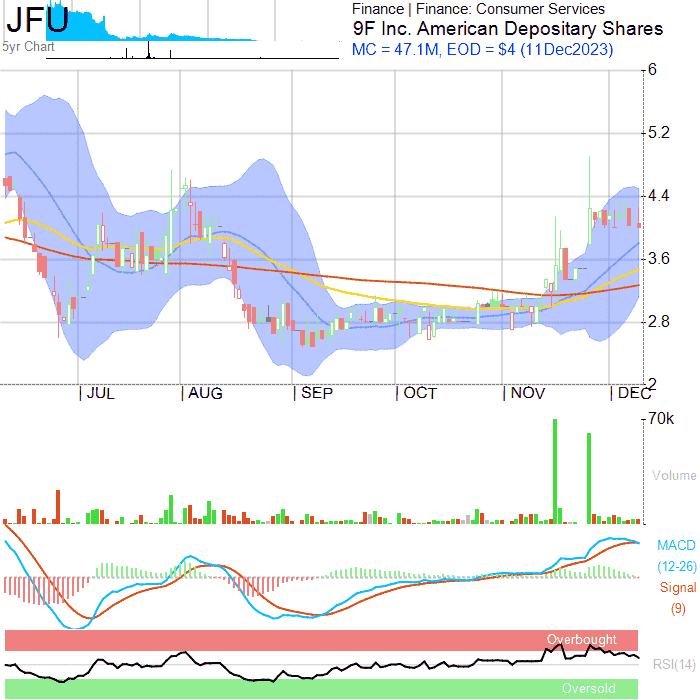 JFU
5yr Chart
Finance | Finance: Consumer Services
9F Inc. American Depositary Shares
MC = 47.1M, EOD = $4 (11Dec2023)
6
5.2
4.4
3.6
2.8
2
| JUL | AUG | SEP | OCT | NOV | DEC
70k
Volume
MACD
(12-26)
Signal
(9)
Overbought
RSI(14)
Oversold